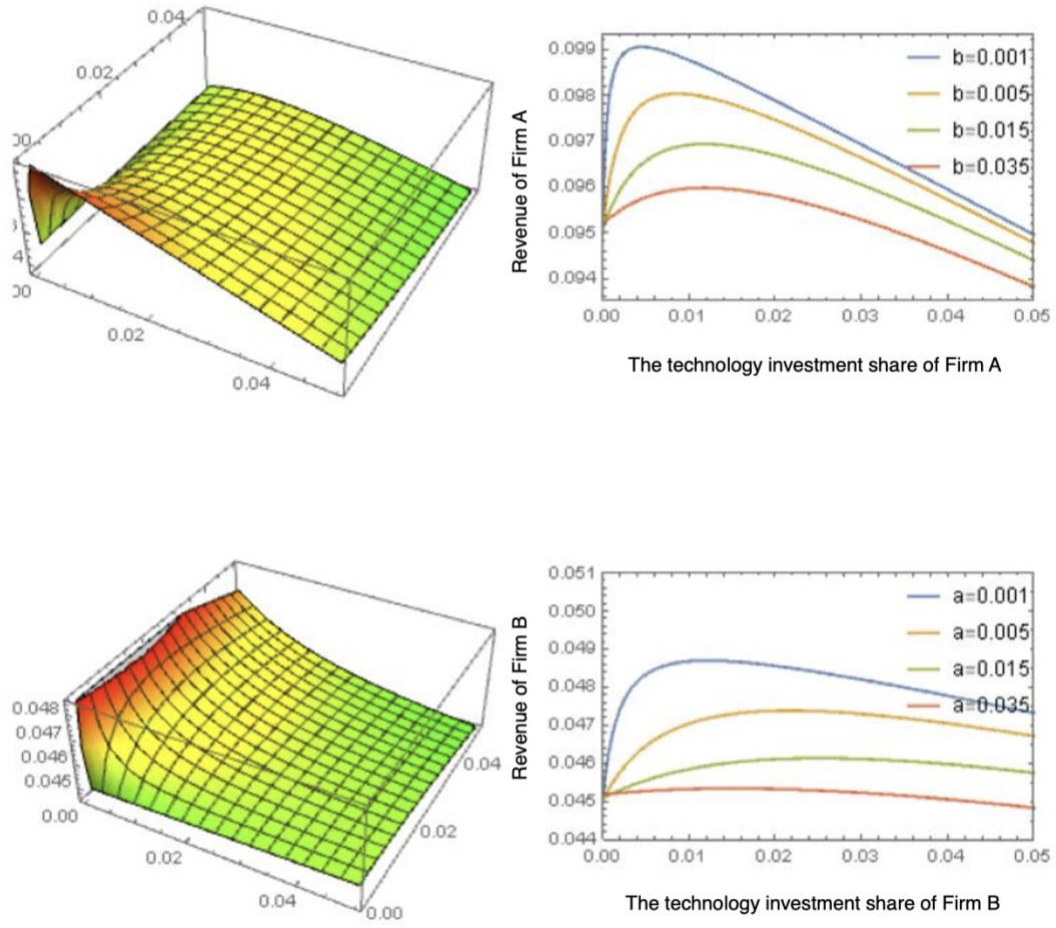 0.04
0.02
0.02
0.04
Revenue of Firm A
0.099
0.098
0.097
0.096
0.095
0.094
0.00 0.01 0.02 0.03 0.04 0.05
b=0.001
b=0.005
b=0.015
b=0.035
The technology investment share of Firm A
0.048
0.047
0.046
0.045
0.00
0.02
0.04
0.00
0.02
0.04
Revenue of Firm B
0.051
0.050
0.049
0.048
0.047
0.046
0.045
0.044
0.00 0.01 0.02 0.03 0.04 0.05
a=0.001
a=0.005
a=0.015
a=0.035
The technology investment share of Firm B